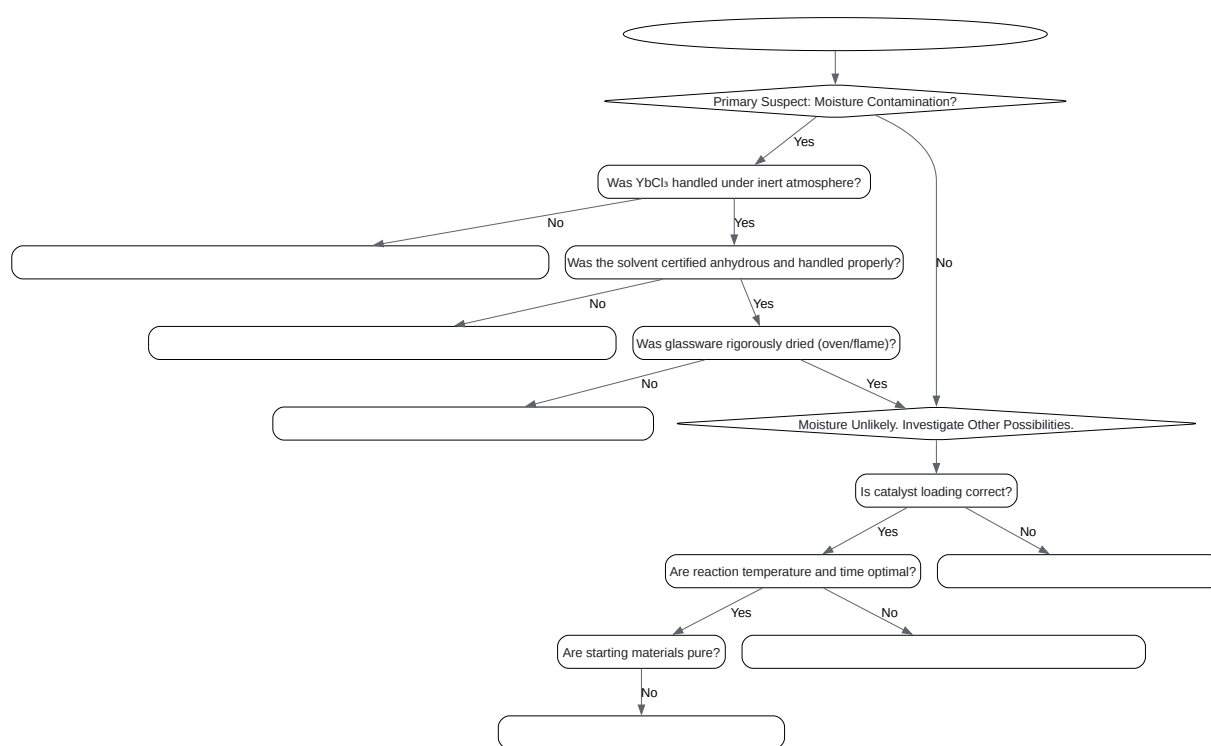 Primary Suspect: Moisture Contamination?
Yes
Was YbCl₃ handled under inert atmosphere?
No
Yes
Was the solvent certified anhydrous and handled properly?
No
No
Yes
Was glassware rigorously dried (oven/flame)?
No
Yes
Moisture Unlikely. Investigate Other Possibilities.
Is catalyst loading correct?
Yes
No
Are reaction temperature and time optimal?
Yes
No
Are starting materials pure?
No